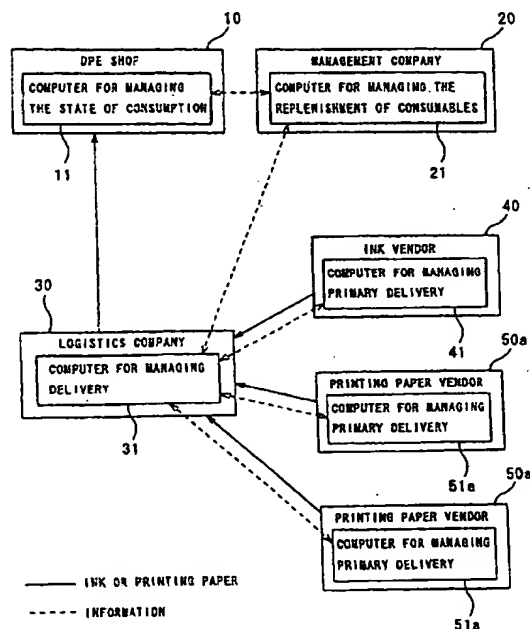 10
DPE SHOP
COMPUTER FOR MANAGING
THE STATE OF CONSUMPTION
11
20
MANAGEMENT COMPANY
COMPUTER FOR MANAGING THE
REPLENISHMENT OF CONSUMABLES
21
40
INK VENDOR
COMPUTER FOR MANAGING
PRIMARY DELIVERY
41
30
LOGISTICS COMPANY
COMPUTER FOR MANAGING
DELIVERY
31
50a
PRINTING PAPER VENDOR
COMPUTER FOR MANAGING
PRIMARY DELIVERY
51a
50a
PRINTING PAPER VENDOR
COMPUTER FOR MANAGING
PRIMARY DELIVERY
51a
INK OR PRINTING PAPER
INFORMATION